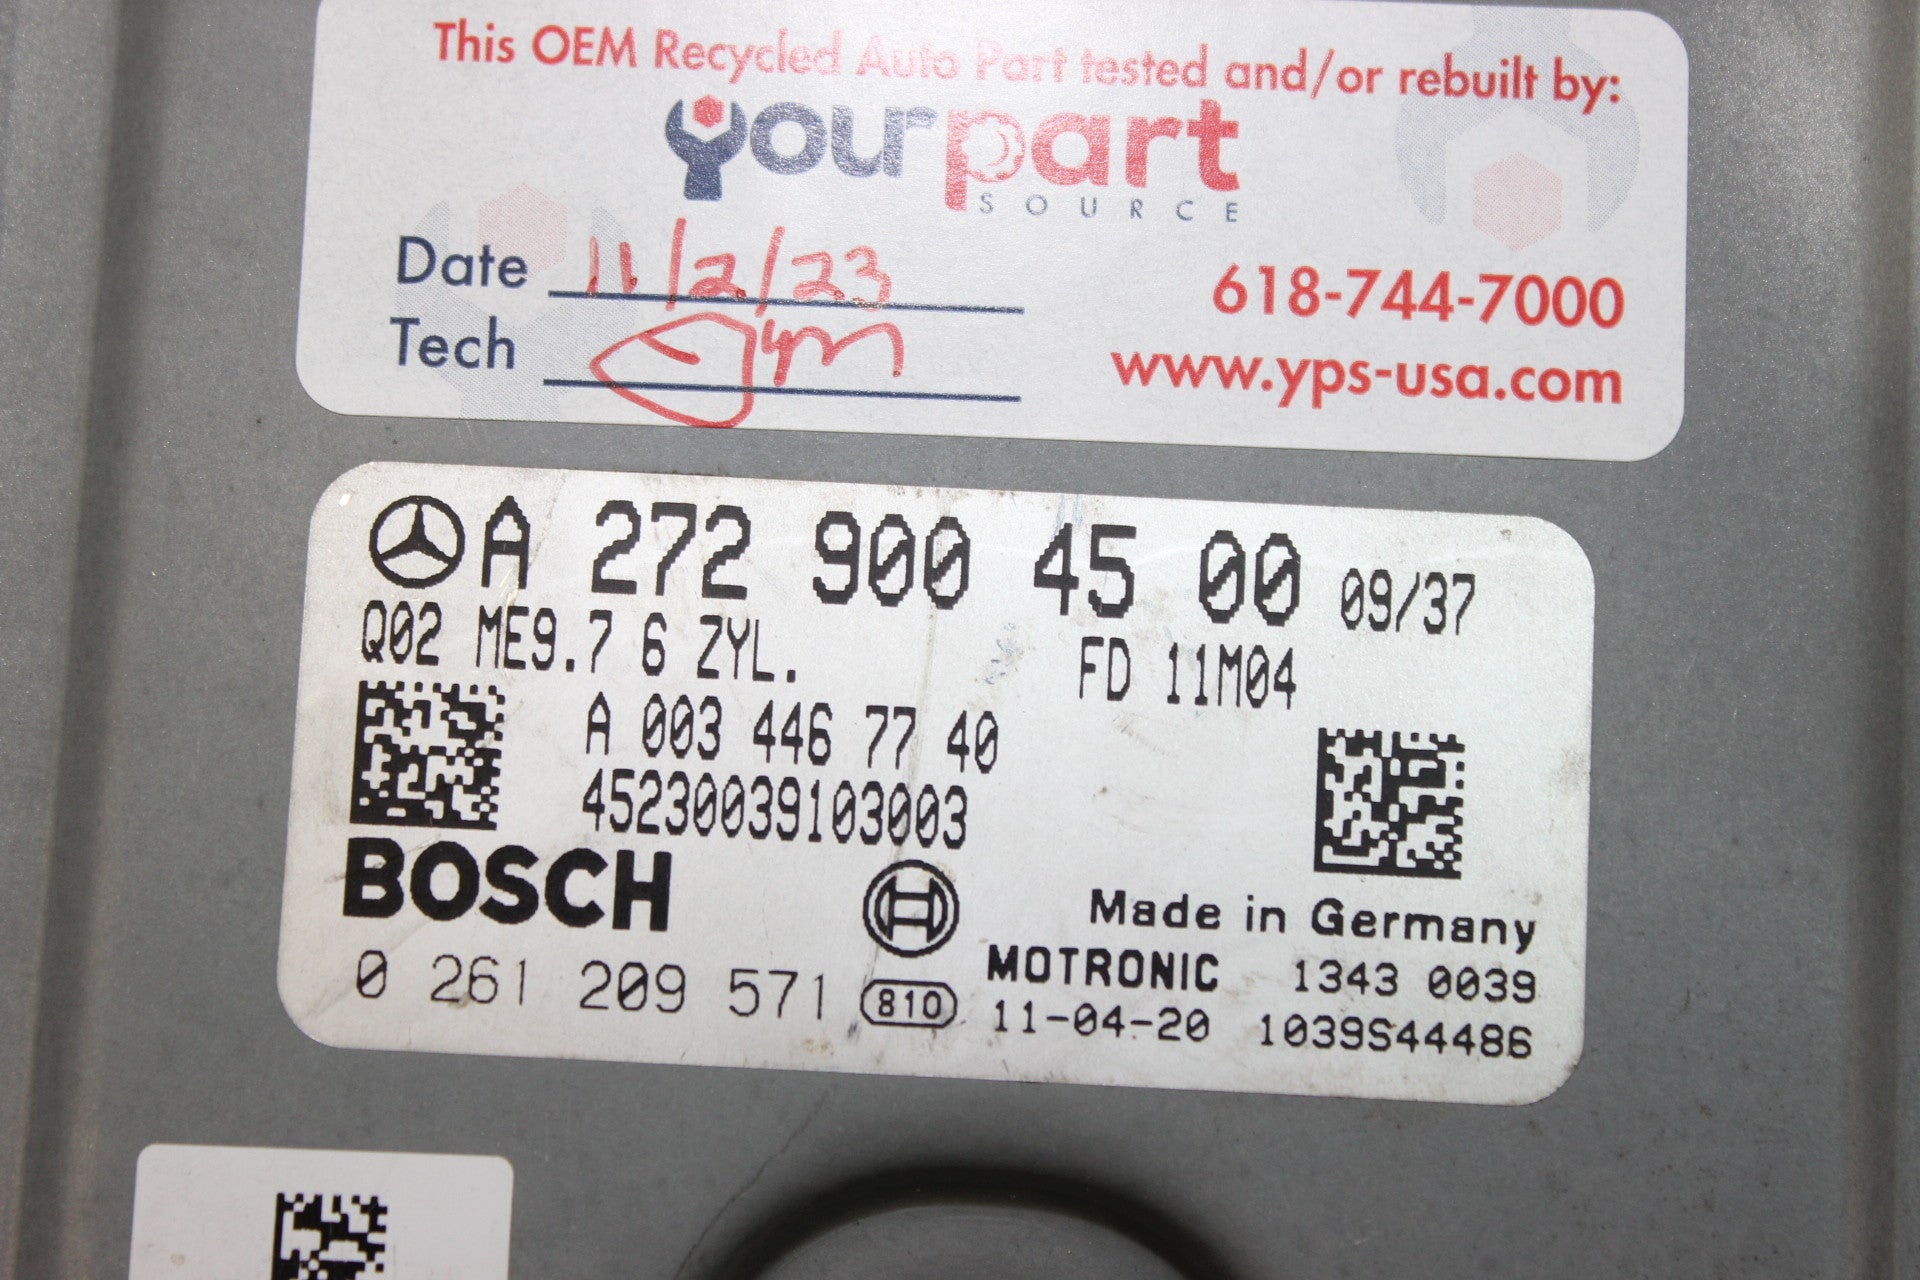 This OEM Recycled Auto Part tested and/or rebuilt by:
Yourpart
SOURCE
Date 11/2/23
618-744-7000
Tech
www.yps-usa.com
A 272 900 45 00 09/37
Q02 ME9.7 6 ZYL. FD 11M04
A 003 446 77 40
45230039103003
BOSCH
Made in Germany
MOTRONIC 1343 0039
0 261 209 571 810 11-04-20 1039S44486